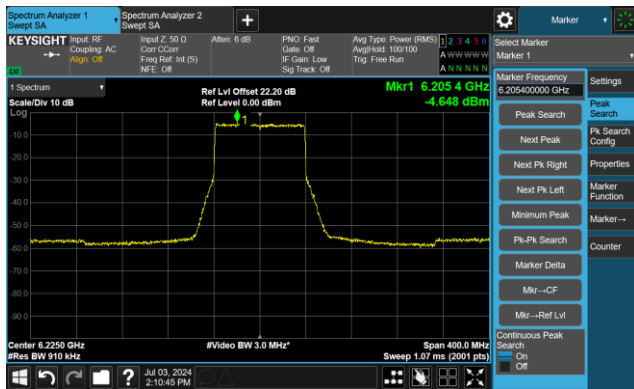 Spectrum Analyzer 1
Swept SA
Spectrum Analyzer 2
Swept SA
Marker
KEYSIGHT
Input: RF
Coupling: AC
Align: Off
Input Z: 50 Ω
Corr CCorr
Freq Ref: Int (S)
NFE: Off
Atten: 6 dB
PNO: Fast
Gate: Off
IF Gain: Low
Sig Track: Off
Avg Type: Power (RMS)
Avg|Hold: 100/100
Trig: Free Run
1 2 3 4 5 6
A W W W W W
A N N N N N
Select Marker
Marker 1
1 Spectrum
Scale/Div 10 dB
Log
Ref Lvl Offset 22.20 dB
Ref Level 0.00 dBm
Mkr1 6.205 4 GHz
-4.648 dBm
1
-10.0
-20.0
-30.0
-40.0
-50.0
-60.0
-70.0
-80.0
-90.0
Center 6.2250 GHz
#Res BW 910 kHz
#Video BW 3.0 MHz*
Span 400.0 MHz
Sweep 1.07 ms (2001 pts)
Marker Frequency
6.205400000 GHz
Peak Search
Next Peak
Next Pk Right
Next Pk Left
Minimum Peak
Pk-Pk Search
Marker Delta
Mkr→CF
Mkr→Ref Lvl
Continuous Peak
Search
On
Off
Settings
Peak
Search
Pk Search
Config
Properties
Marker
Function
Marker→
Counter
?
Jul 03, 2024
2:10:45 PM